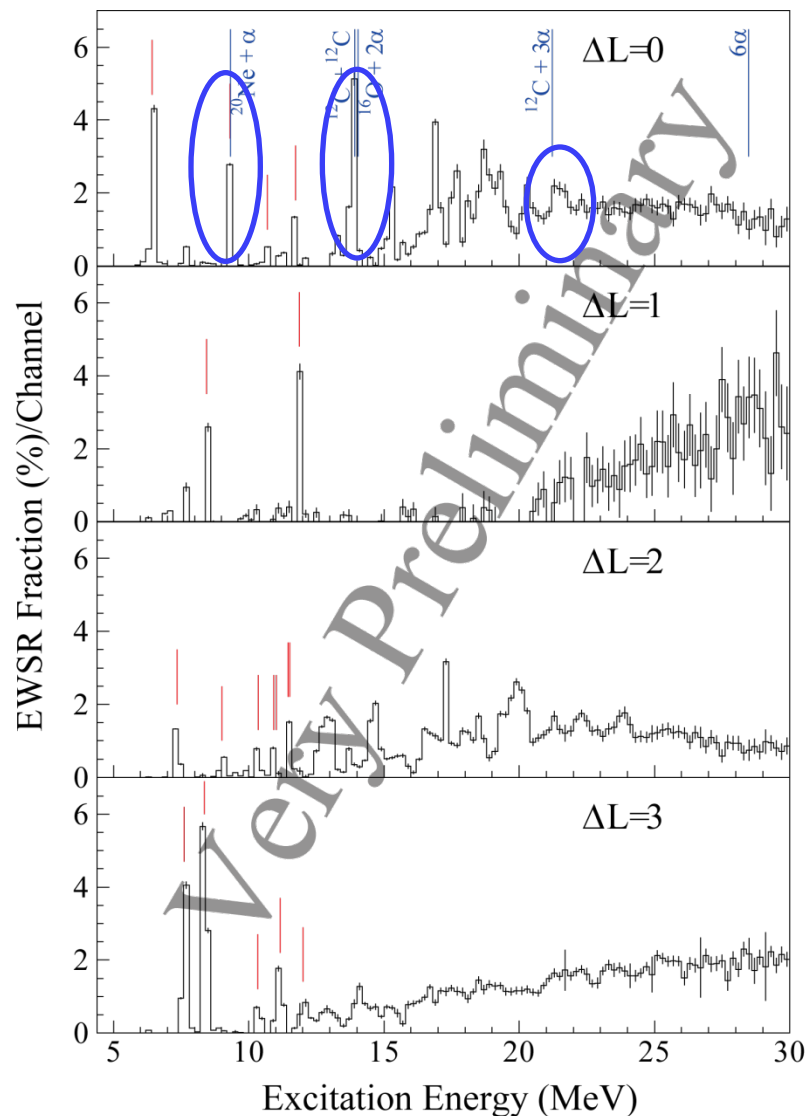 ²⁰Ne + α
¹²C + ¹²C
¹⁶O + 2α
¹²C + 3α
6α
ΔL=0
6
4
2
0
ΔL=1
6
4
2
0
ΔL=2
6
4
2
0
ΔL=3
6
4
2
0
5 10 15 20 25 30
Excitation Energy (MeV)
EWSR Fraction (%)/Channel
Very Preliminary